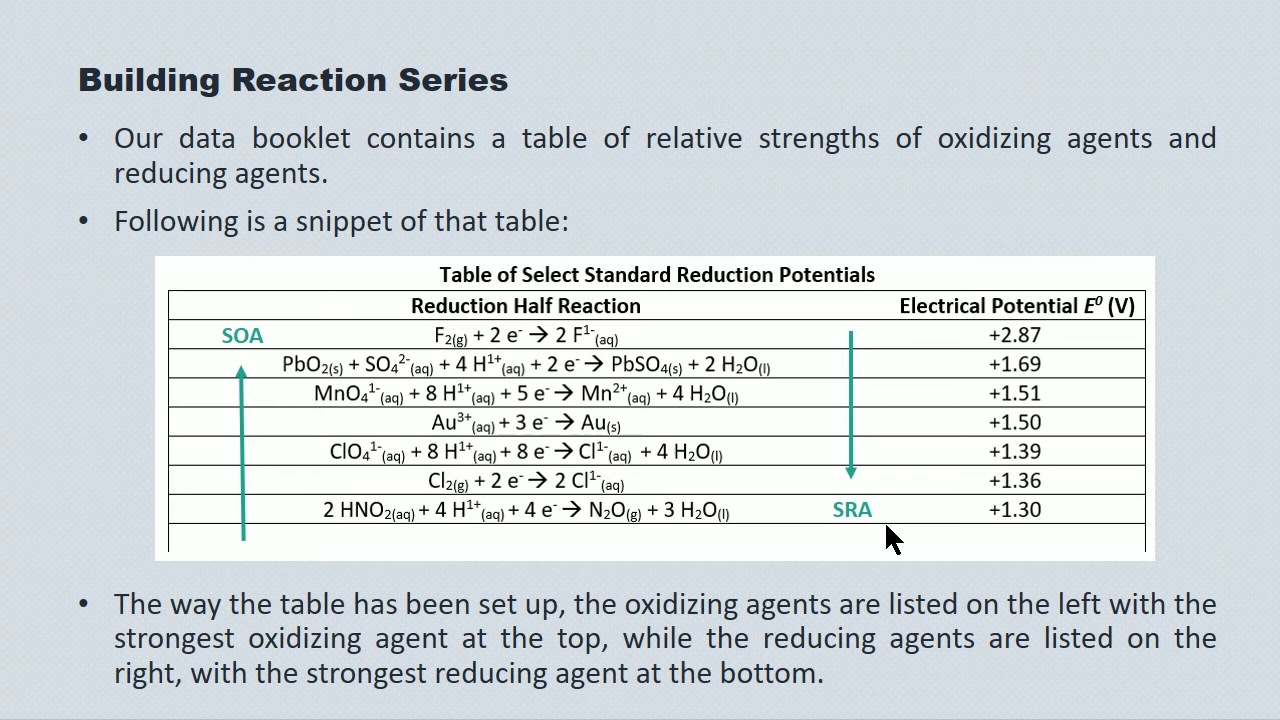 Building Reaction Series
• Our data booklet contains a table of relative strengths of oxidizing agents and
reducing agents.
• Following is a snippet of that table:
Table of Select Standard Reduction Potentials
Reduction Half Reaction Electrical Potential E⁰ (V)
SOA F₂(g) + 2 e⁻ → 2 F¹⁻(aq) +2.87
PbO₂(s) + SO₄²⁻(aq) + 4 H¹⁺(aq) + 2 e⁻ → PbSO₄(s) + 2 H₂O(l) +1.69
MnO₄¹⁻(aq) + 8 H¹⁺(aq) + 5 e⁻ → Mn²⁺(aq) + 4 H₂O(l) +1.51
Au³⁺(aq) + 3 e⁻ → Au(s) +1.50
ClO₄¹⁻(aq) + 8 H¹⁺(aq) + 8 e⁻ → Cl¹⁻(aq) + 4 H₂O(l) +1.39
Cl₂(g) + 2 e⁻ → 2 Cl¹⁻(aq) +1.36
2 HNO₂(aq) + 4 H¹⁺(aq) + 4 e⁻ → N₂O(g) + 3 H₂O(l) SRA +1.30
• The way the table has been set up, the oxidizing agents are listed on the left with the
strongest oxidizing agent at the top, while the reducing agents are listed on the
right, with the strongest reducing agent at the bottom.